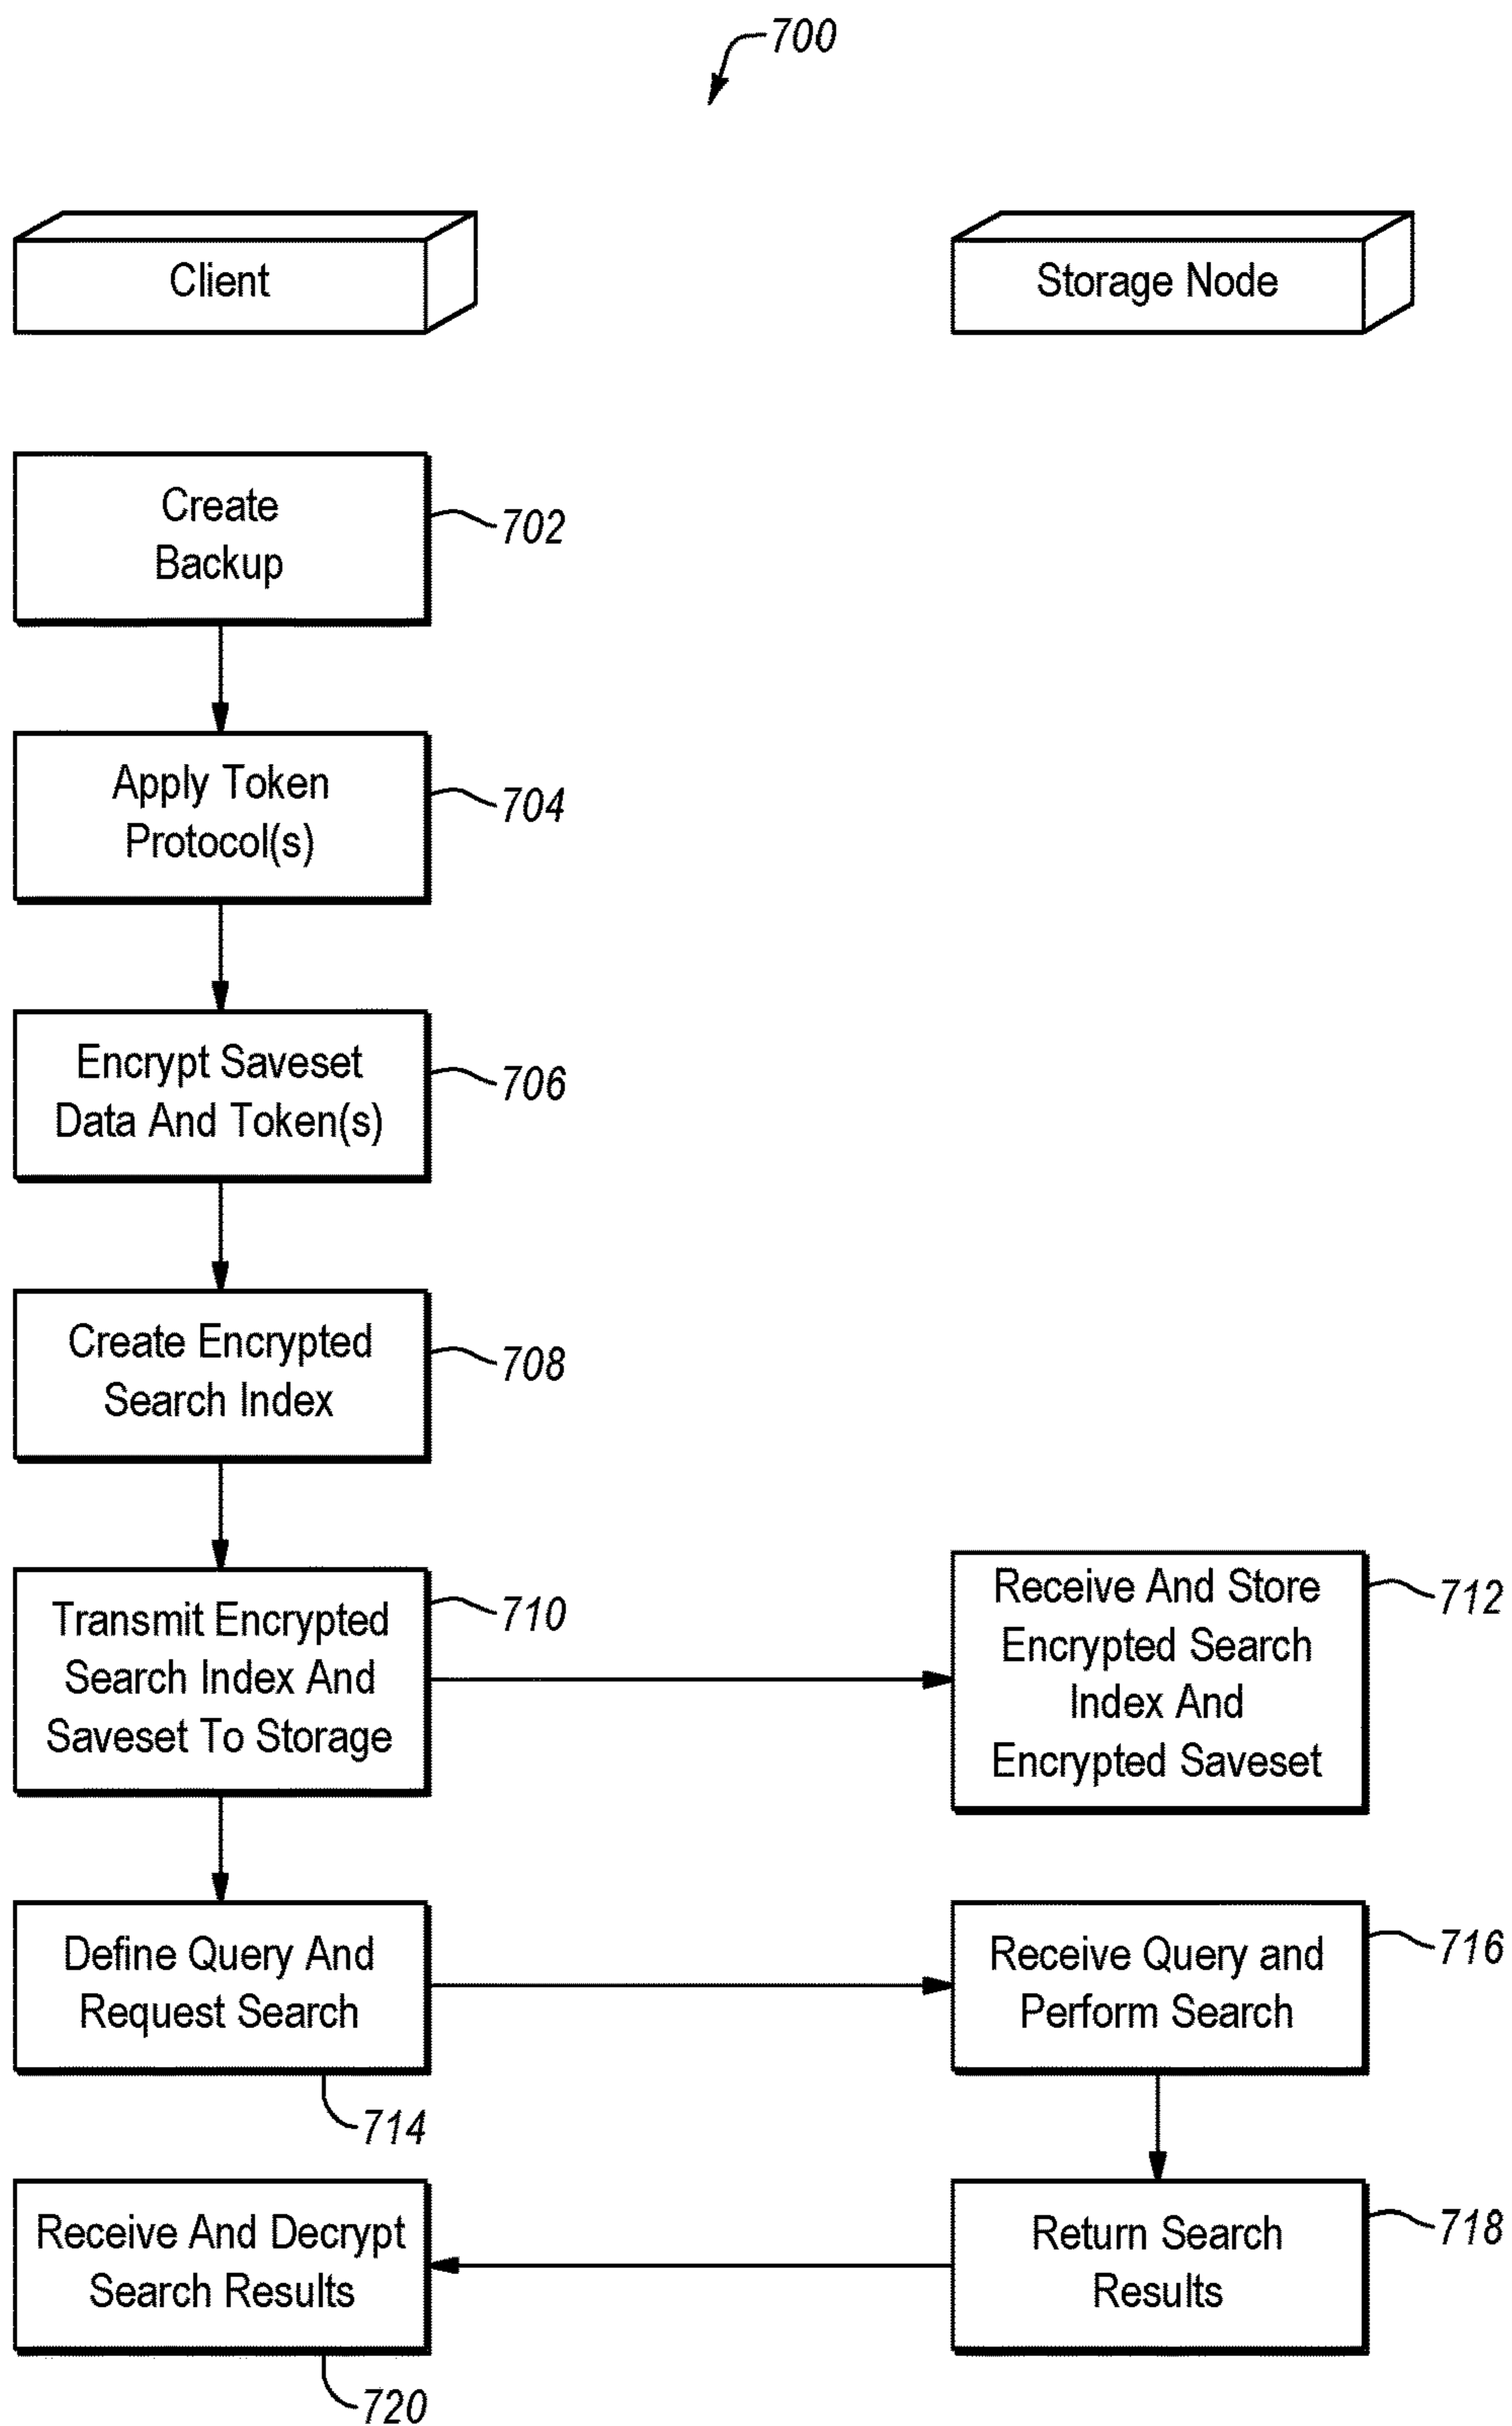 700
Client
Storage Node
Create
Backup
702
Apply Token
Protocol(s)
704
Encrypt Saveset
Data And Token(s)
706
Create Encrypted
Search Index
708
Transmit Encrypted
Search Index And
Saveset To Storage
710
Receive And Store
Encrypted Search
Index And
Encrypted Saveset
712
Define Query And
Request Search
714
Receive Query and
Perform Search
716
Receive And Decrypt
Search Results
720
Return Search
Results
718